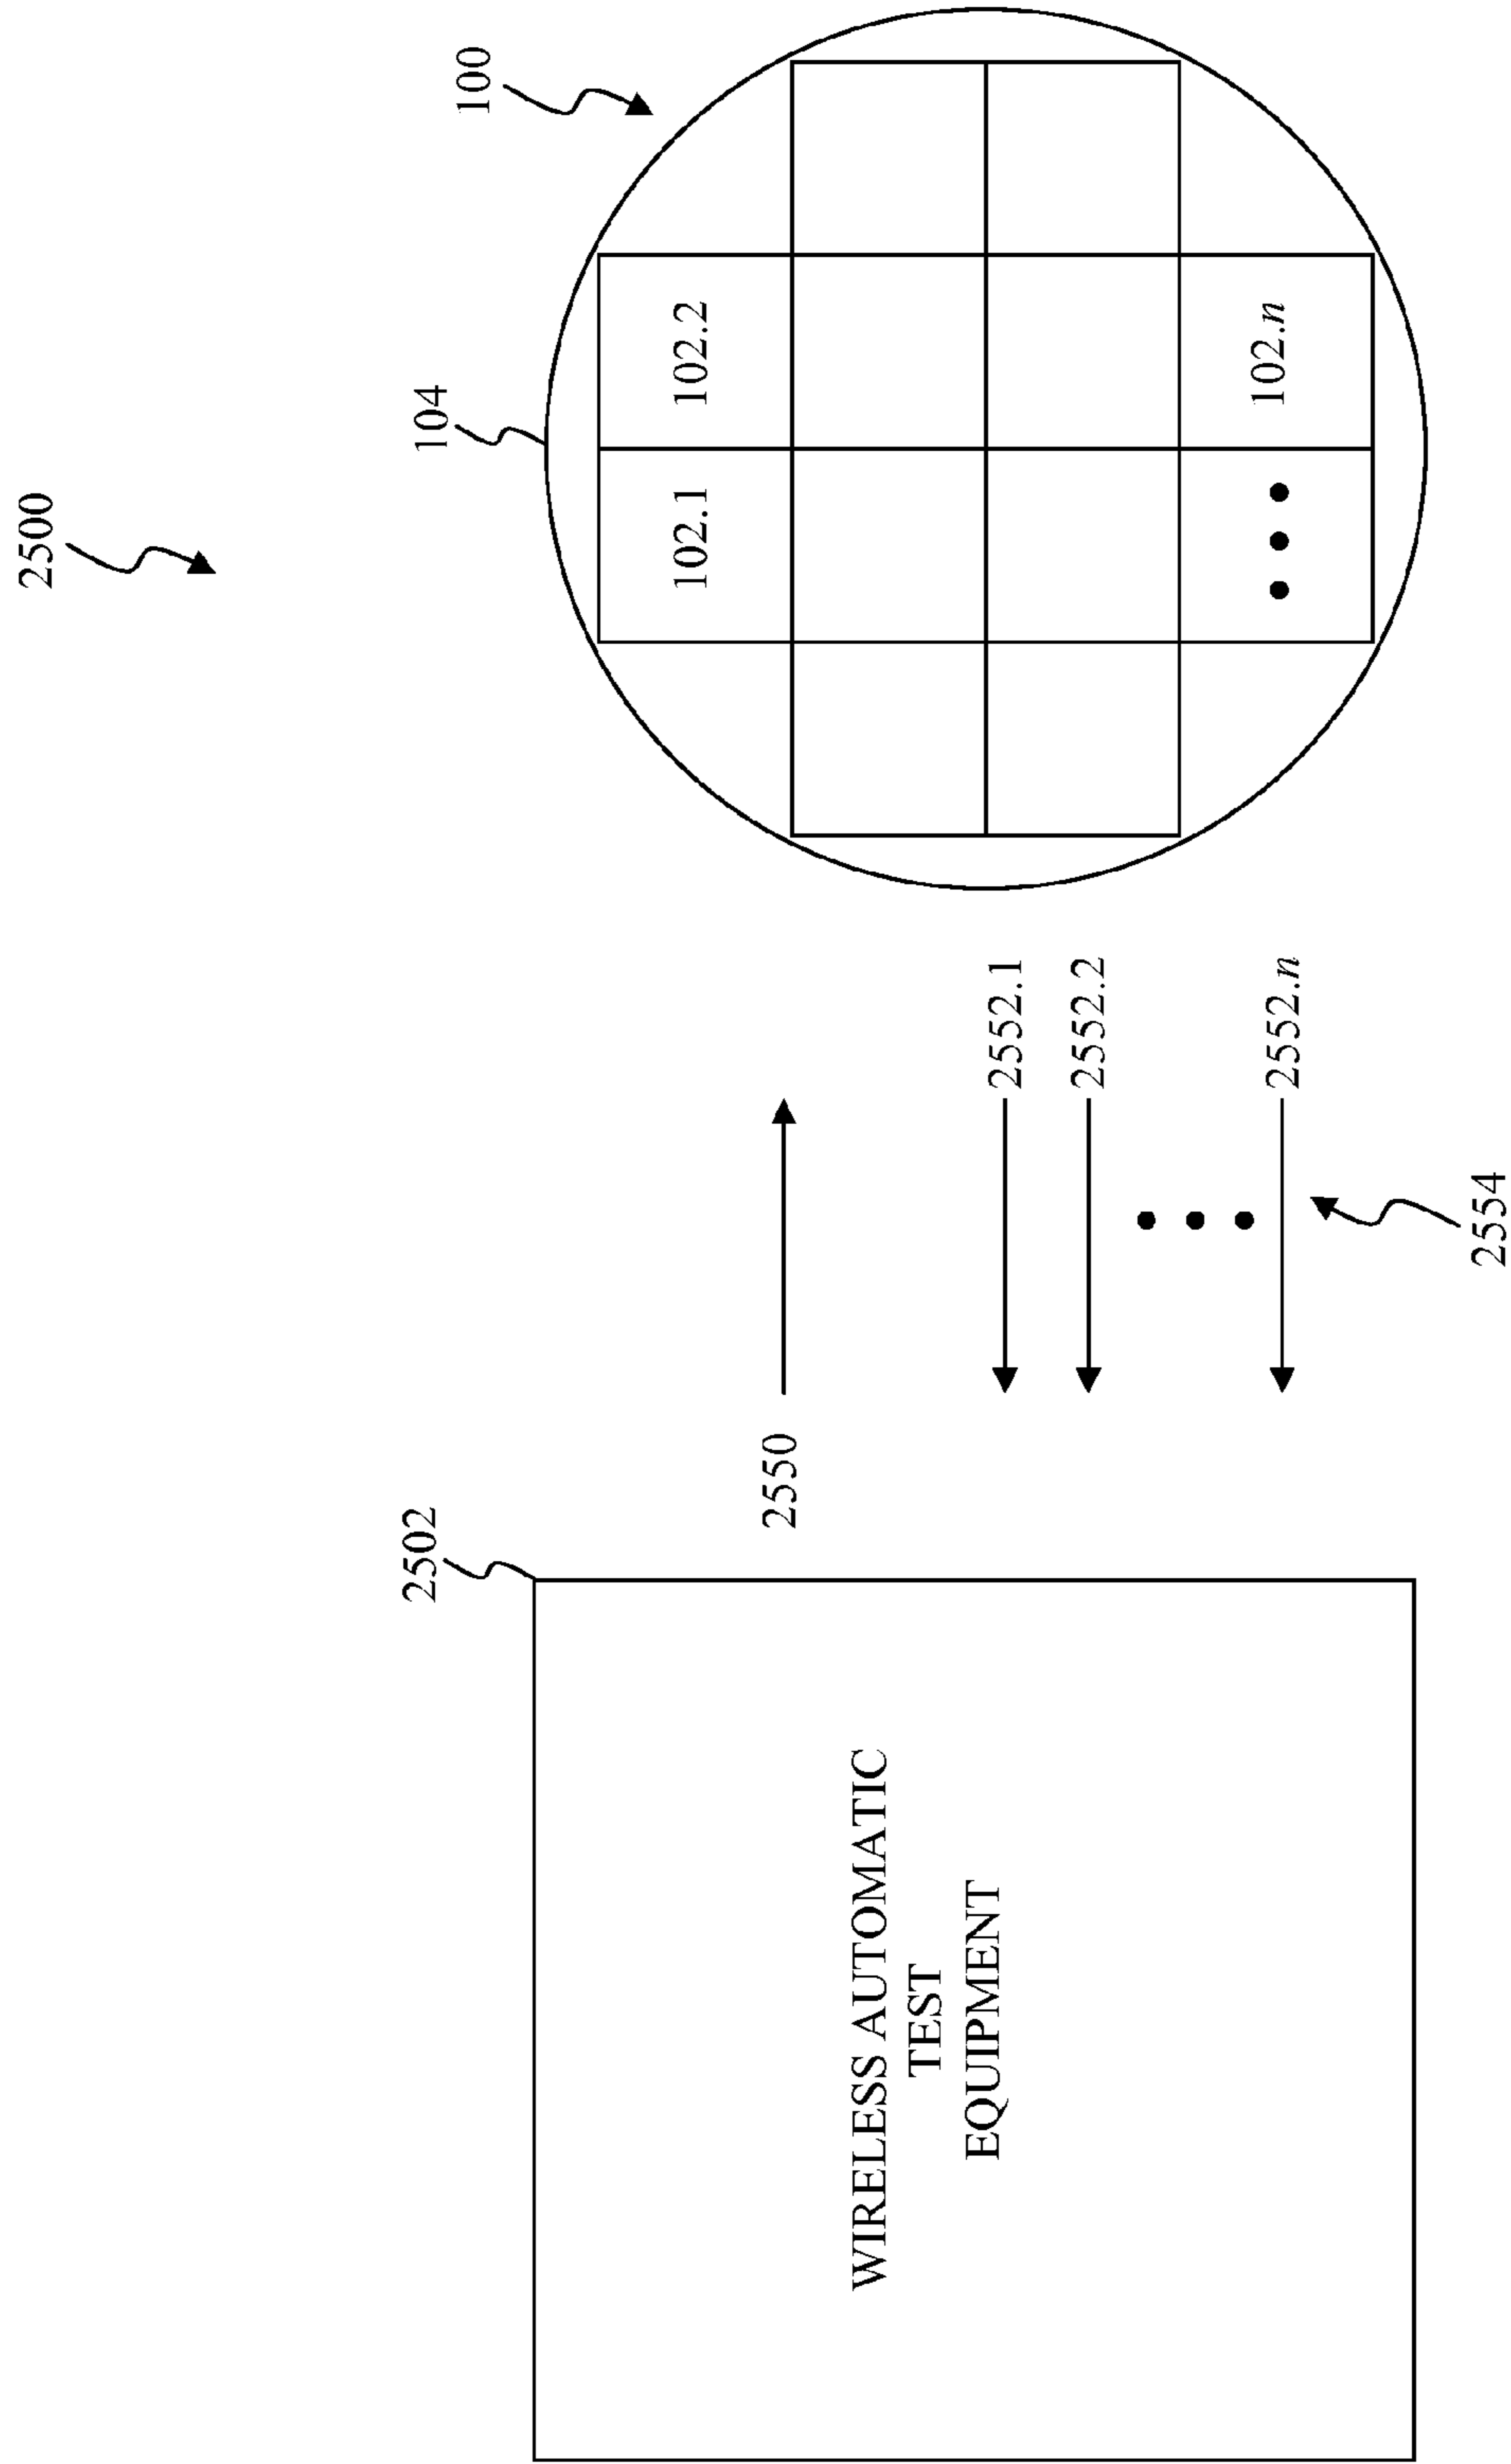 2500
2502
WIRELESS AUTOMATIC
TEST
EQUIPMENT
2550
2552.1
2552.2
2552.n
2554
104
100
102.1
102.2
102.n